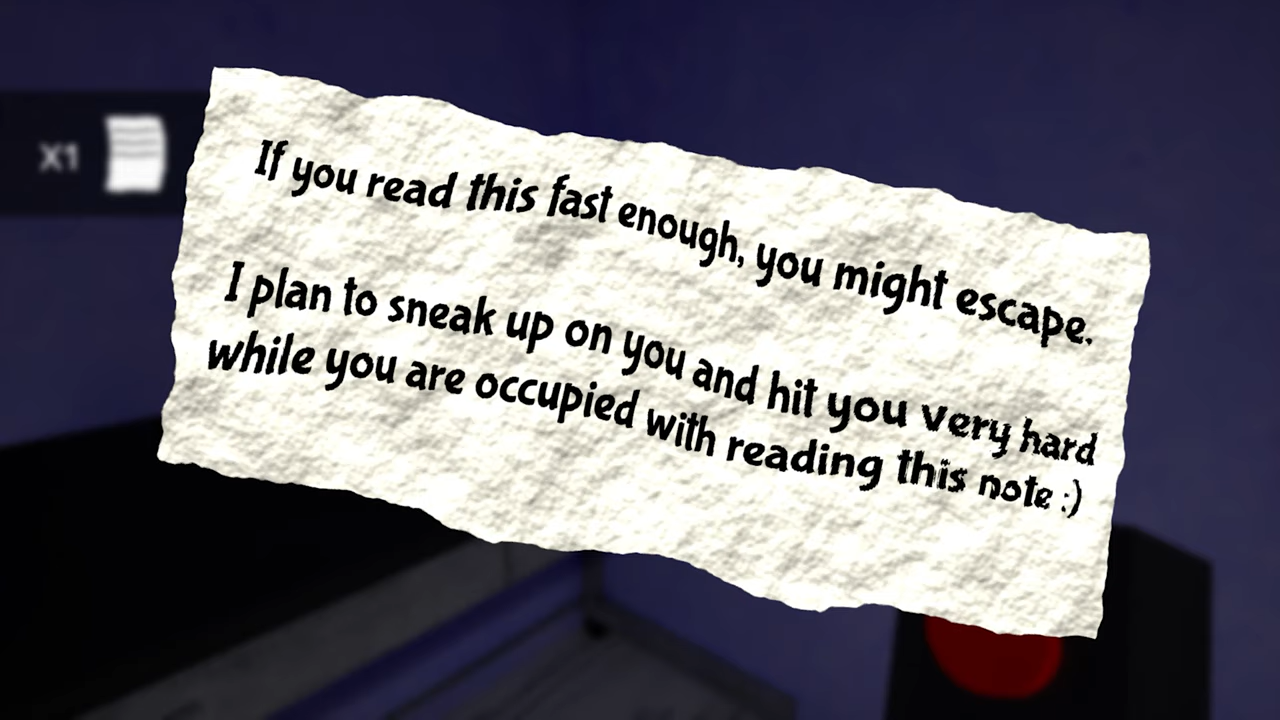 X1
If you read this fast enough, you might escape.
I plan to sneak up on you and hit you very hard
while you are occupied with reading this note :)